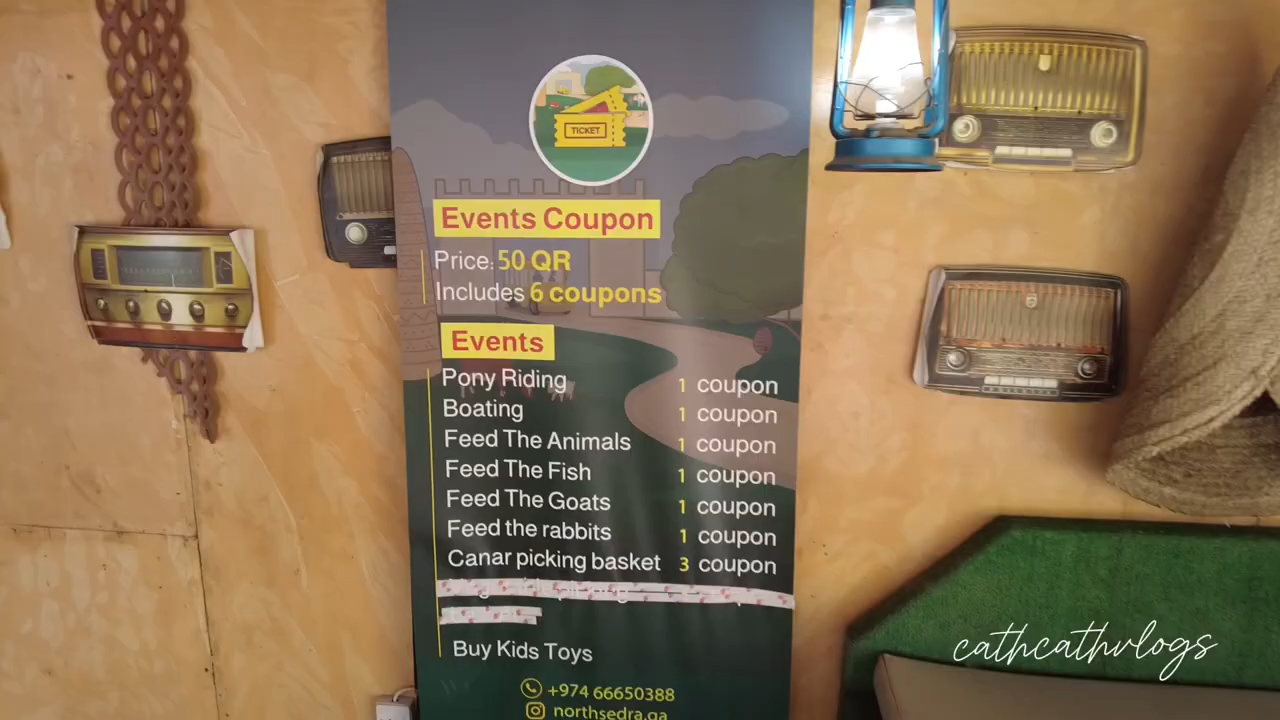 TICKET
Events Coupon
Price: 50 QR
Includes 6 coupons
Events
Pony Riding 1 coupon
Boating 1 coupon
Feed The Animals 1 coupon
Feed The Fish 1 coupon
Feed The Goats 1 coupon
Feed the rabbits 1 coupon
Canar picking basket 3 coupon
Buy Kids Toys
+974 66650388
northsedra.qa
cathcathvlogs